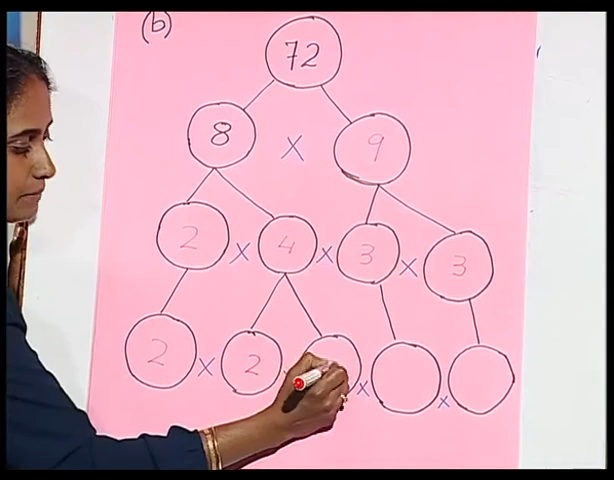 (b)
72
8 × 9
2 × 4 × 3 × 3
2 × 2 × ×